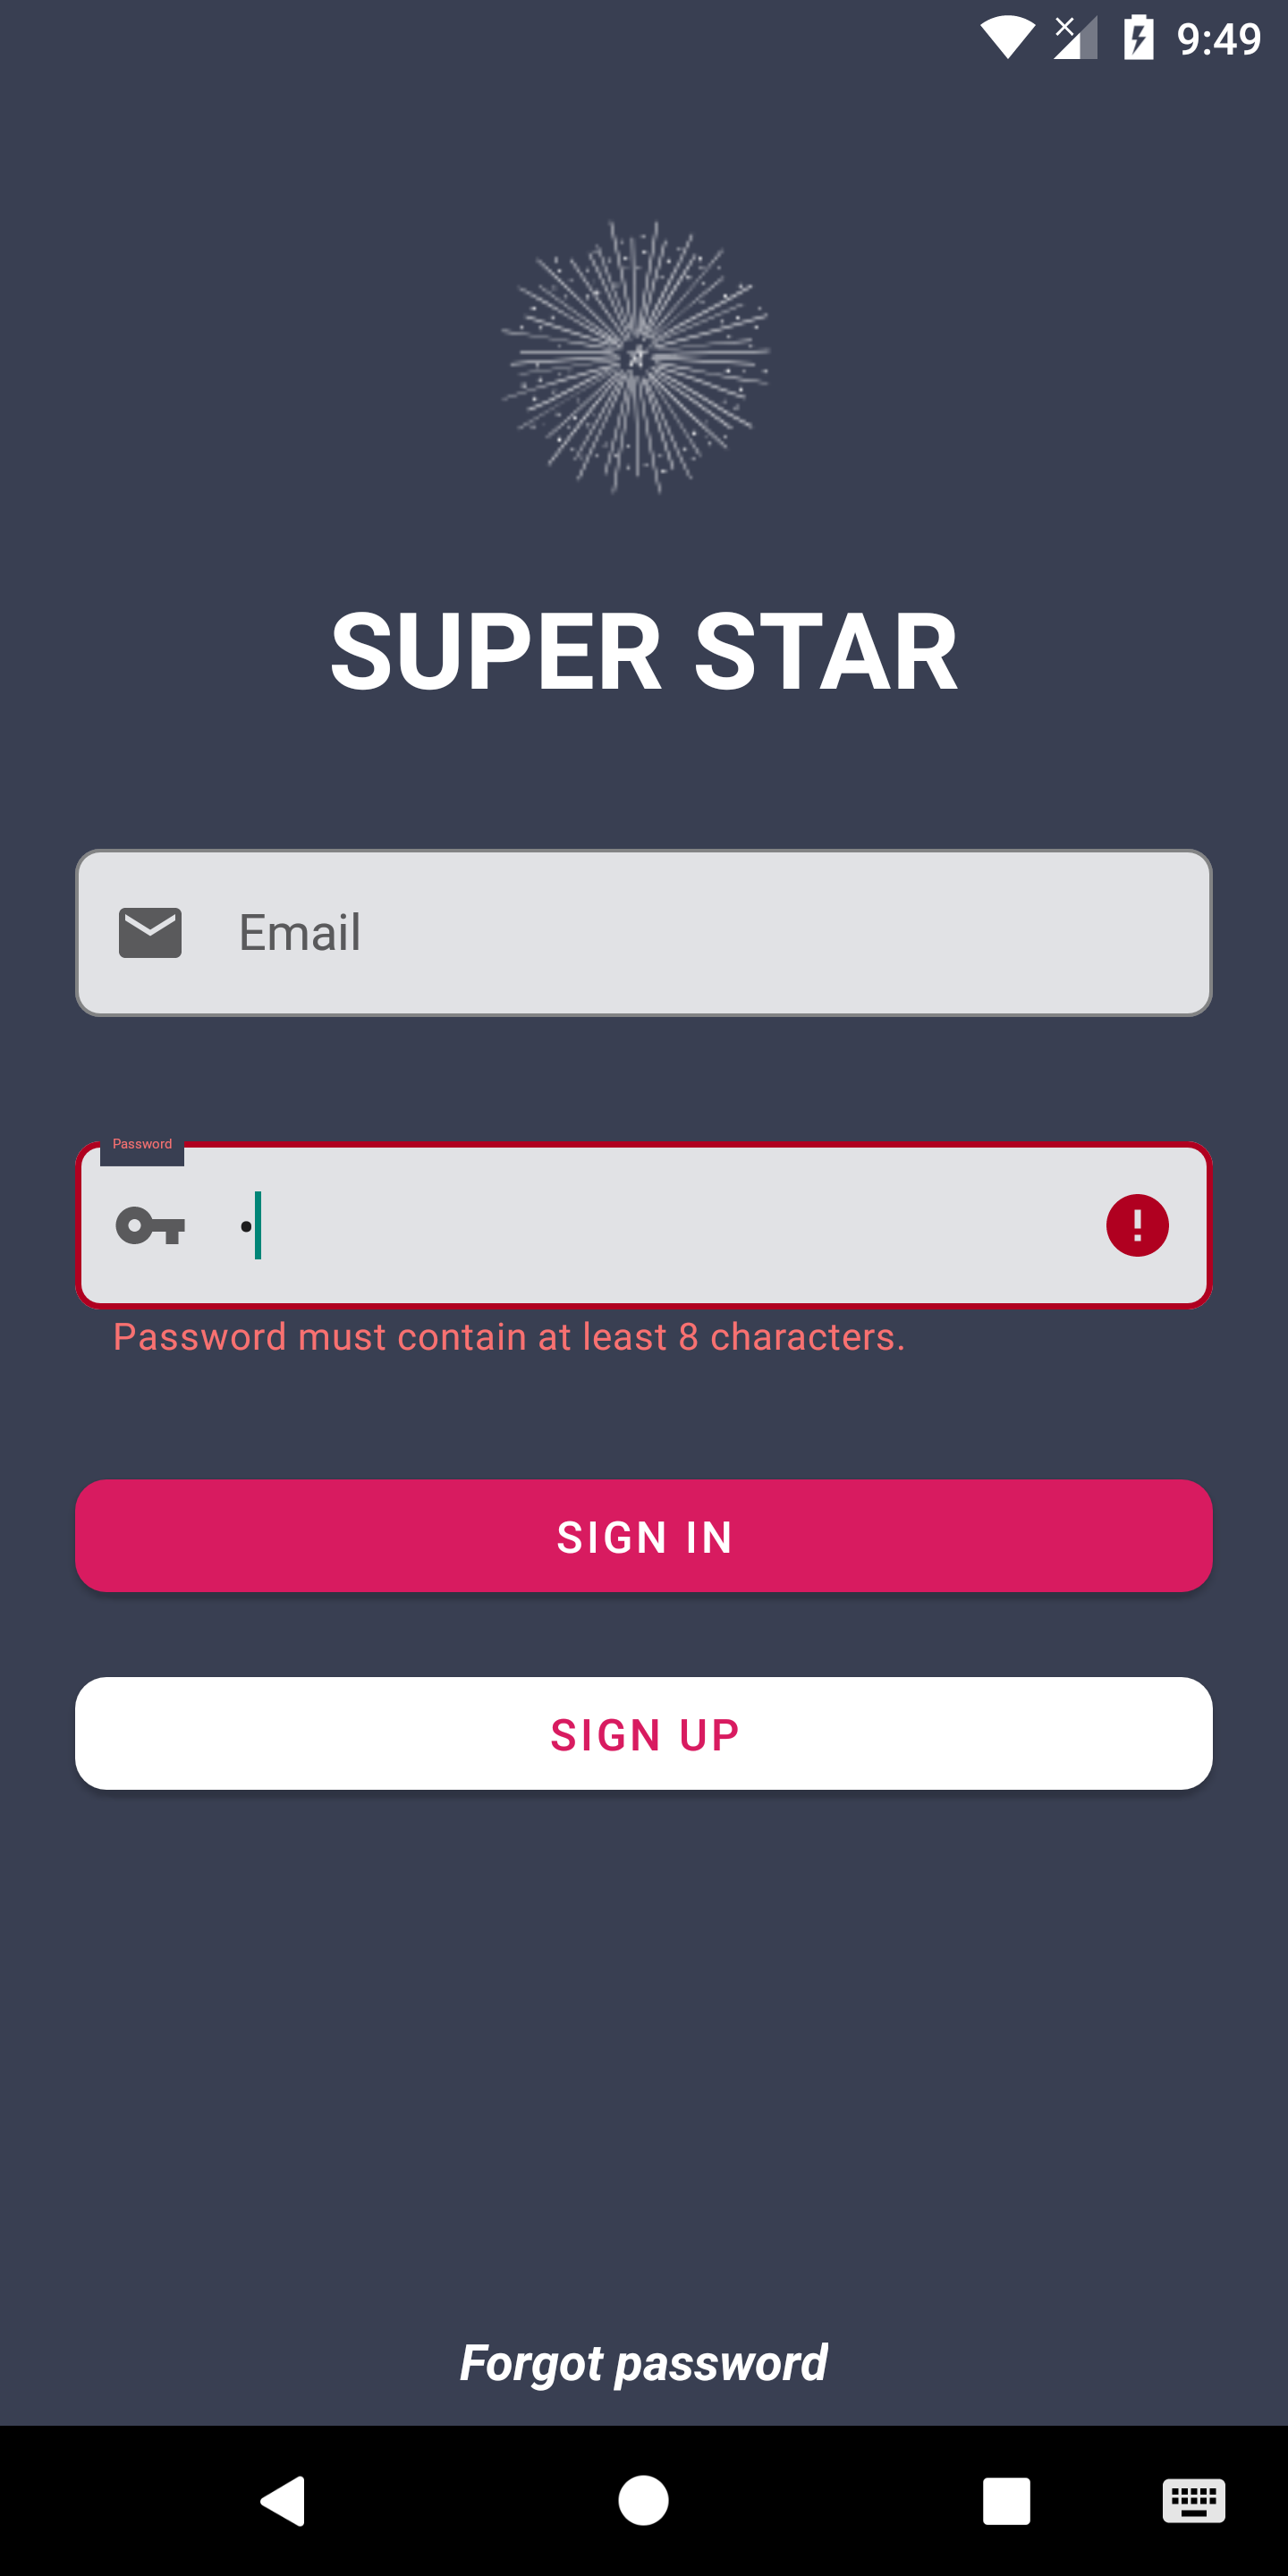 9:49
SUPER STAR
Email
Password
•
Password must contain at least 8 characters.
SIGN IN
SIGN UP
Forgot password